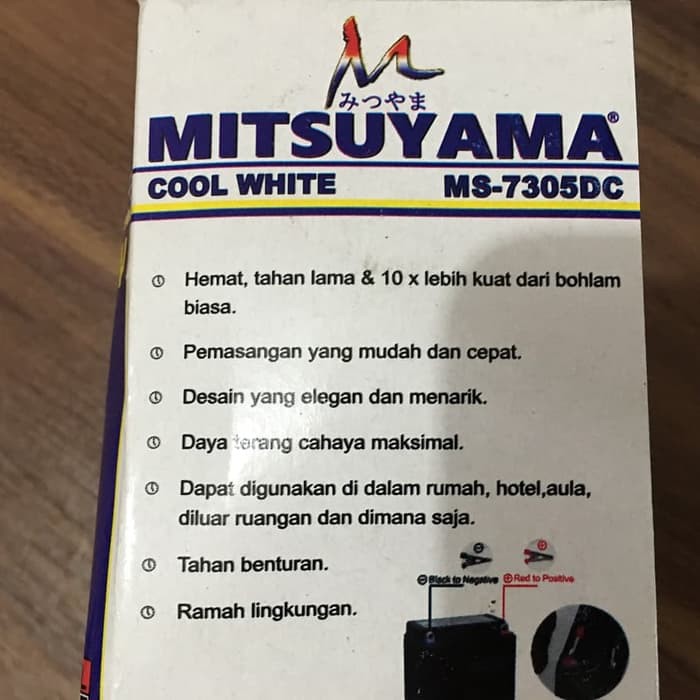 みつやま
MITSUYAMA®
COOL WHITE MS-7305DC
Hemat, tahan lama & 10 x lebih kuat dari bohlam
biasa.
Pemasangan yang mudah dan cepat.
Desain yang elegan dan menarik.
Daya terang cahaya maksimal.
Dapat digunakan di dalam rumah, hotel,aula,
diluar ruangan dan dimana saja.
Tahan benturan.
⊖ Black to Negative ⊕ Red to Positive
Ramah lingkungan.